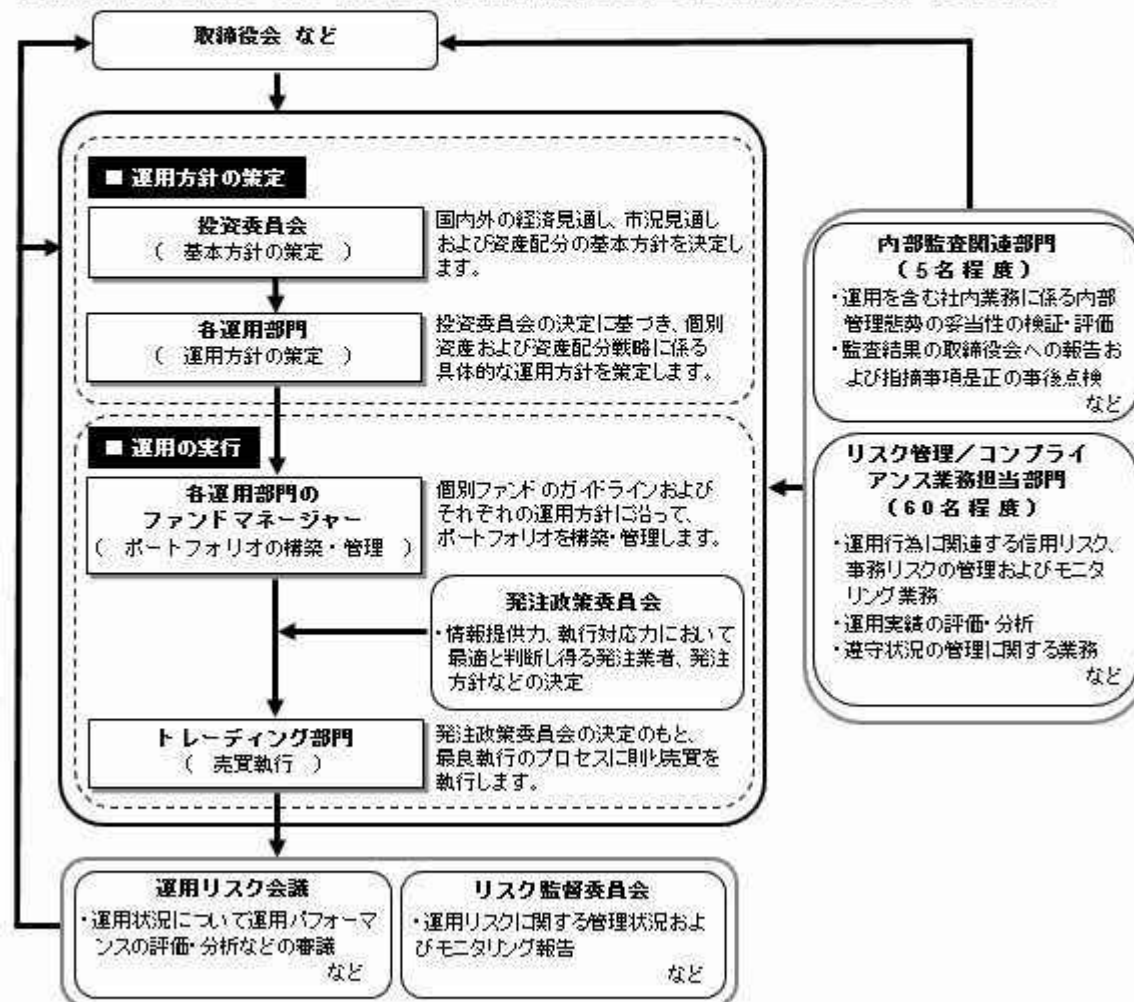 取締役会 など
■ 運用方針の策定
投資委員会
( 基本方針の策定 )
国内外の経済見通し、市況見通し
および資産配分の基本方針を決定し
ます。
各運用部門
( 運用方針の策定 )
投資委員会の決定に基づき、個別
資産および資産配分戦略に係る
具体的な運用方針を策定します。
■ 運用の実行
各運用部門の
ファンドマネージャー
( ポートフォリオの構築・管理 )
個別ファンドのガイドラインおよび
それぞれの運用方針に沿って、
ポートフォリオを構築・管理します。
発注政策委員会
・情報提供力、執行対応力において
最適と判断し得る発注業者、発注
方針などの決定
トレーディング部門
( 売買執行 )
発注政策委員会の決定のもと、
最良執行のプロセスに則り売買を
執行します。
内部監査関連部門
(5名程度)
・運用を含む社内業務に係る内部
管理態勢の妥当性の検証・評価
・監査結果の取締役会への報告お
よび指摘事項是正の事後点検
など
リスク管理/コンプライ
アンス業務担当部門
(60名程度)
・運用行為に関連する信用リスク、
事務リスクの管理およびモニタ
リング業務
・運用実績の評価・分析
・遵守状況の管理に関する業務
など
運用リスク会議
・運用状況について運用パフォーマ
ンスの評価・分析などの審議
など
リスク監督委員会
・運用リスクに関する管理状況およ
びモニタリング報告
など